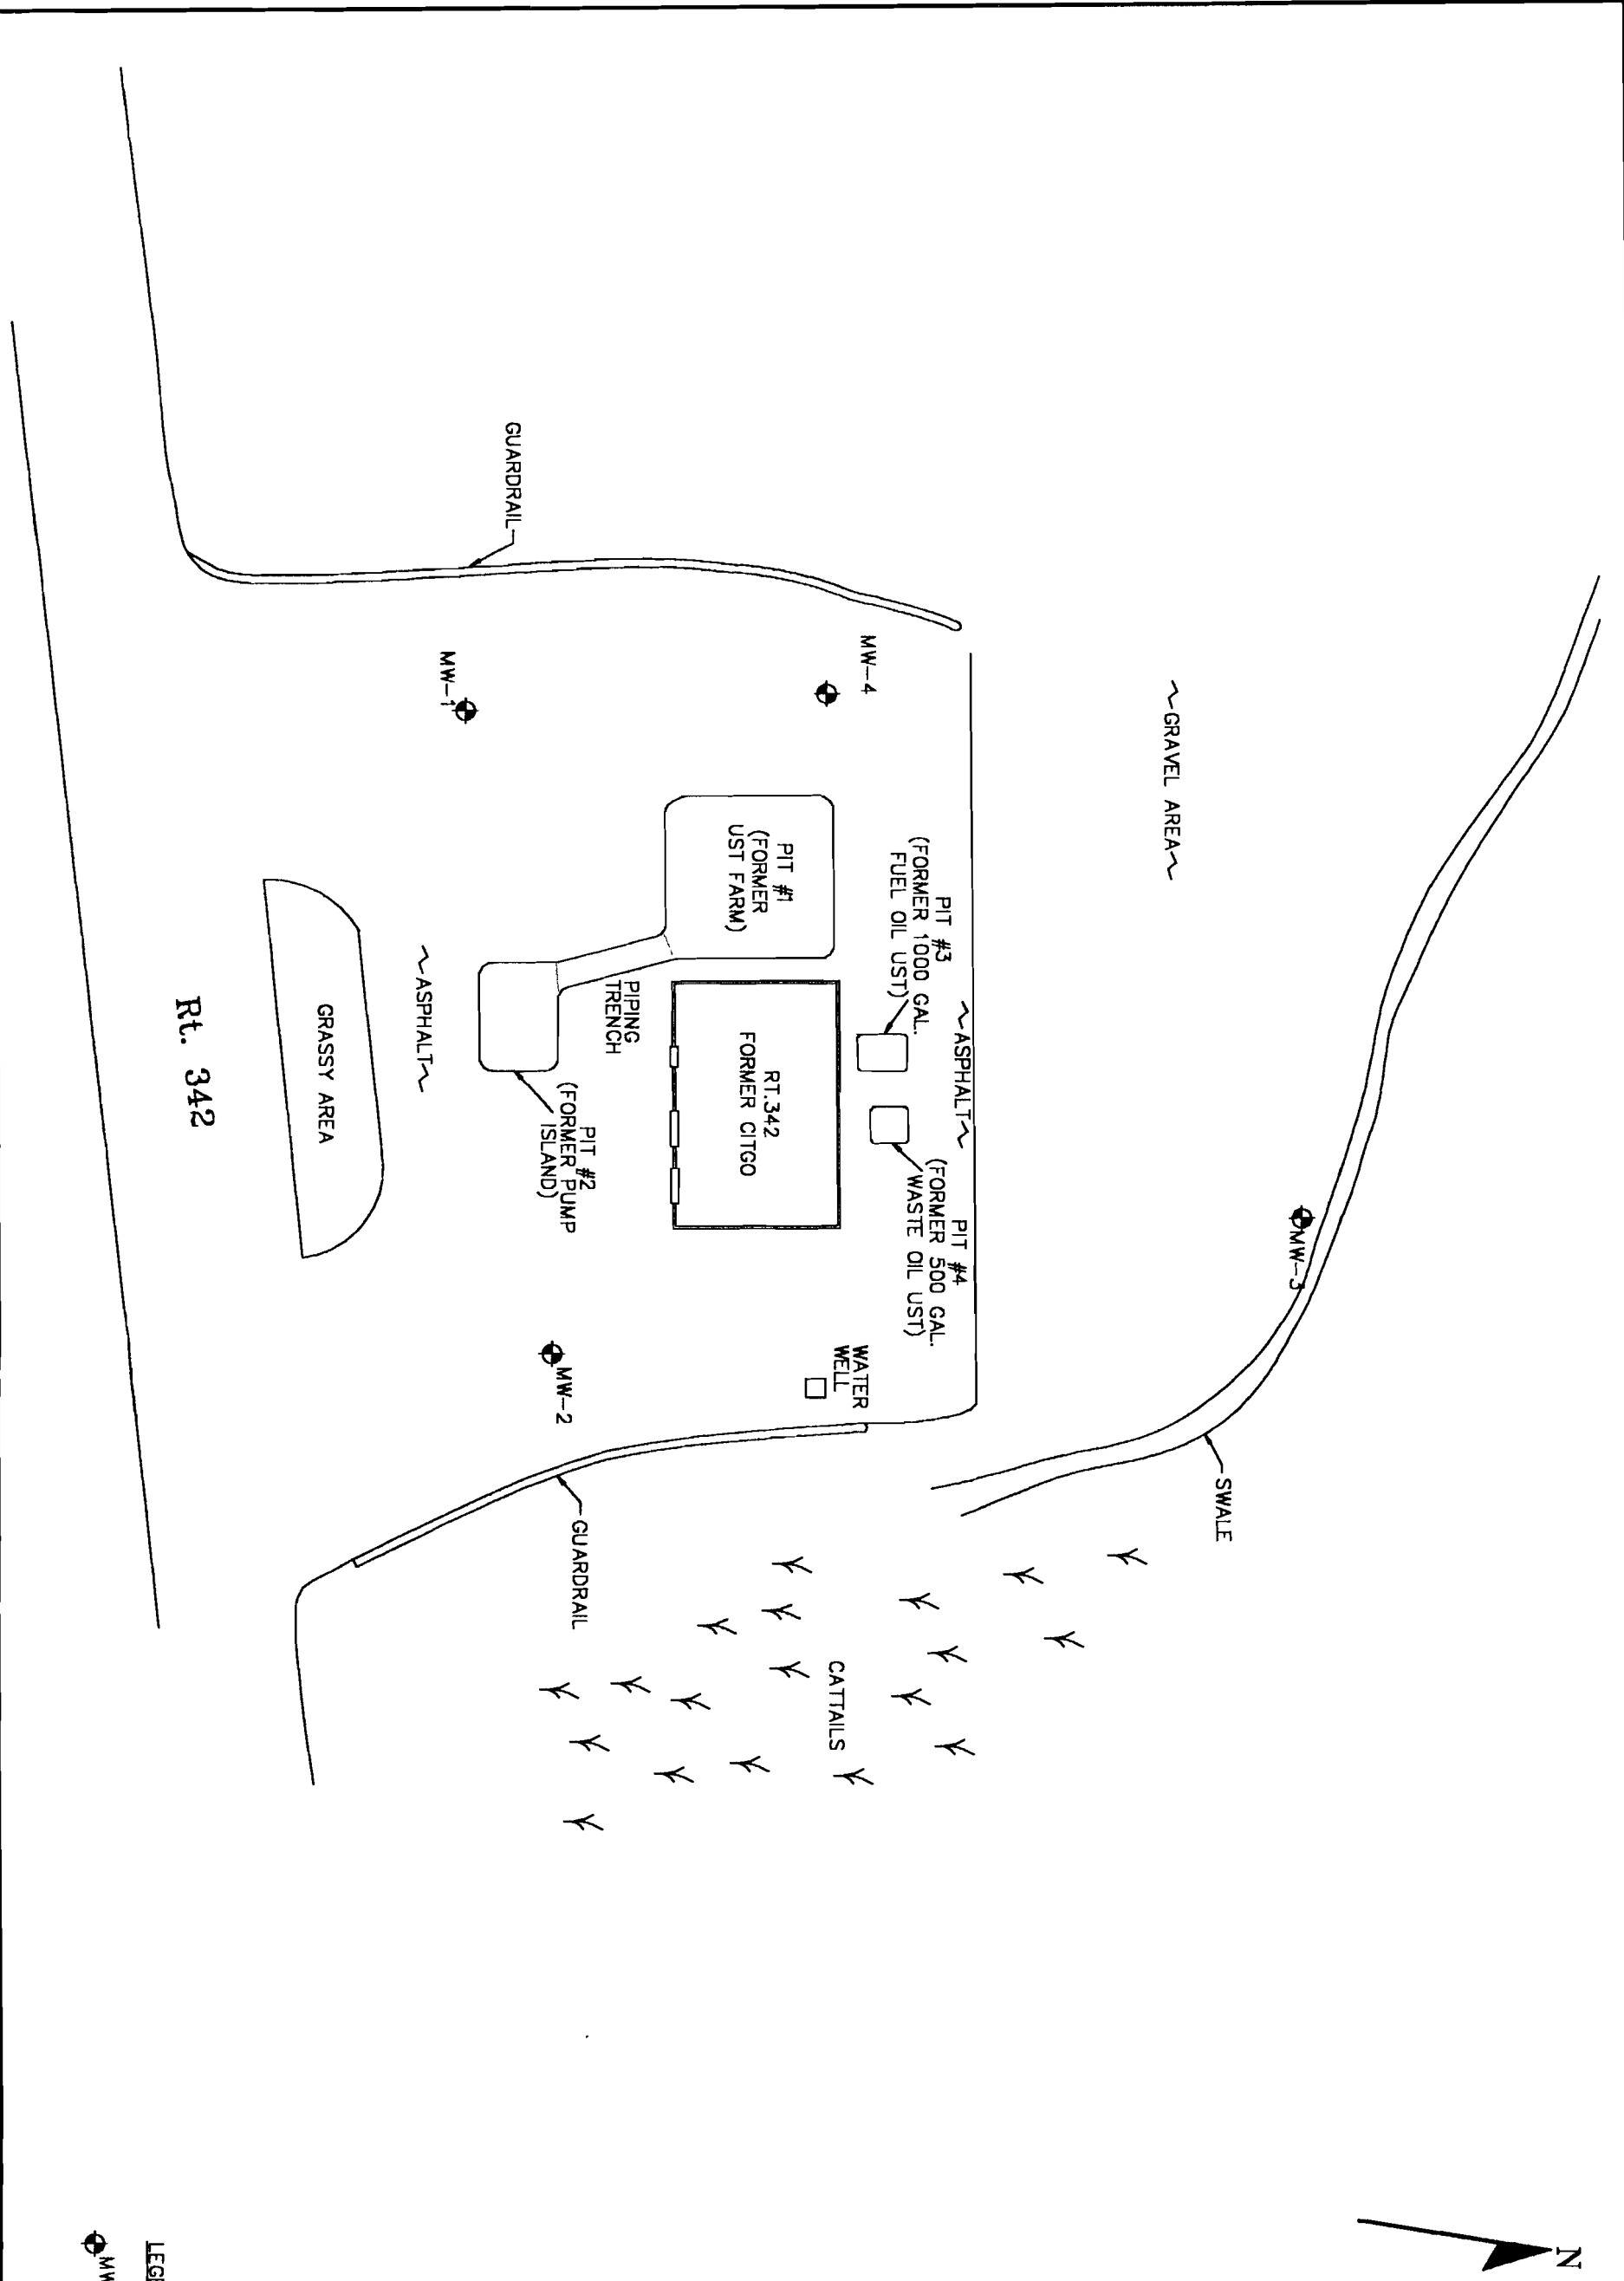 N
SWALE
~GRAVEL AREA~
MW-3
~ASPHALT~
PIT #3
(FORMER 1000 GAL.
FUEL OIL UST)
PIT #4
(FORMER 500 GAL.
WASTE OIL UST)
MW-4
WATER
WELL
CATTAILS
PIT #1
(FORMER
UST FARM)
RT.342
FORMER CITGO
PIPING
TRENCH
PIT #2
(FORMER PUMP
ISLAND)
MW-2
GUARDRAIL
GUARDRAIL
MW-1
~ASPHALT~
GRASSY AREA
Rt. 342
LEG
MW